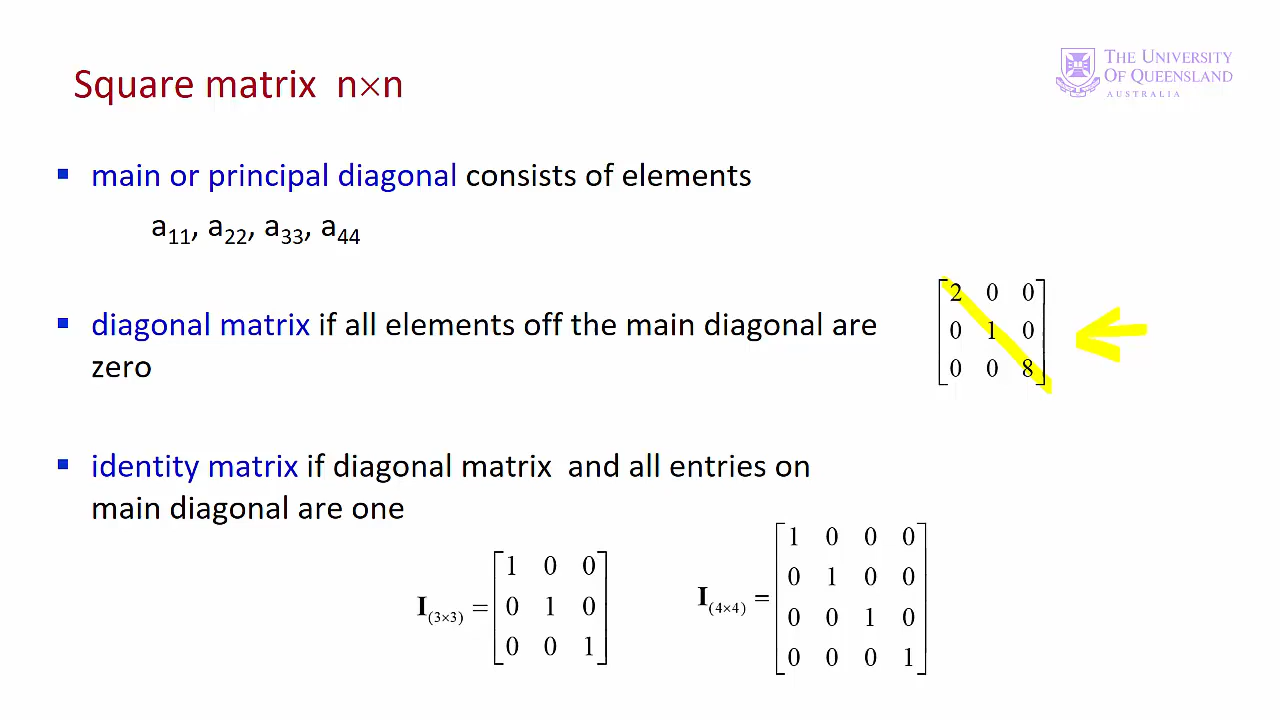 THE UNIVERSITY
OF QUEENSLAND
AUSTRALIA
Square matrix n×n
▪ main or principal diagonal consists of elements
a₁₁, a₂₂, a₃₃, a₄₄
▪ diagonal matrix if all elements off the main diagonal are
zero
2 0 0
0 1 0
0 0 8
▪ identity matrix if diagonal matrix and all entries on
main diagonal are one
I(3×3) =
1 0 0
0 1 0
0 0 1
I(4×4) =
1 0 0 0
0 1 0 0
0 0 1 0
0 0 0 1